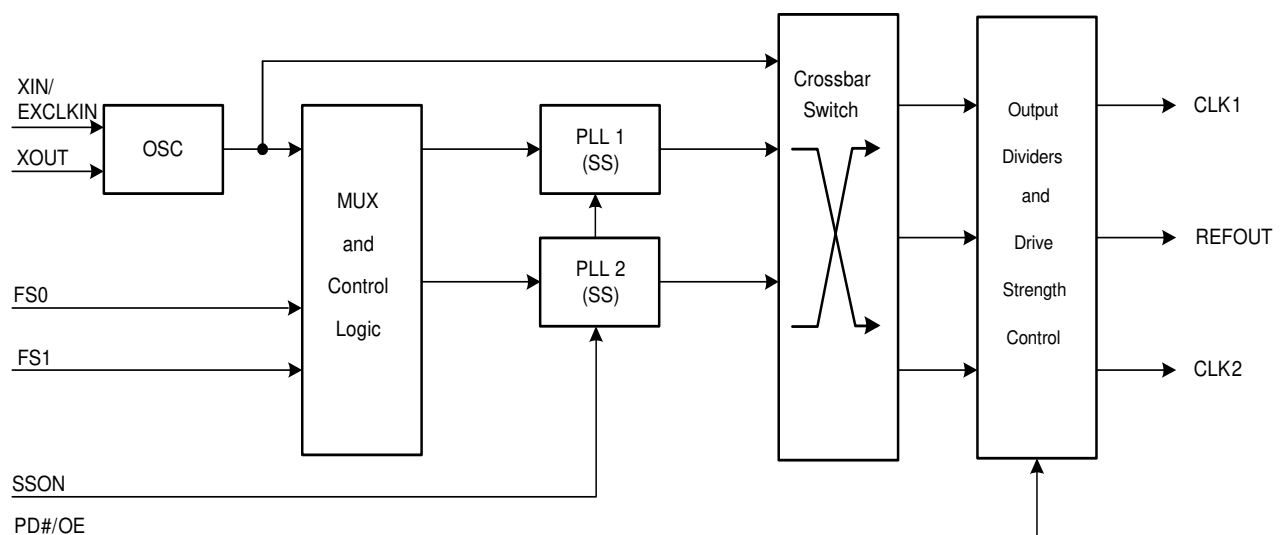 XIN/
EXCLKIN
XOUT
OSC
FS0
FS1
SSON
PD#/OE
MUX
and
Control
Logic
PLL 1
(SS)
PLL 2
(SS)
Crossbar
Switch
Output
Dividers
and
Drive
Strength
Control
CLK1
REFOUT
CLK2